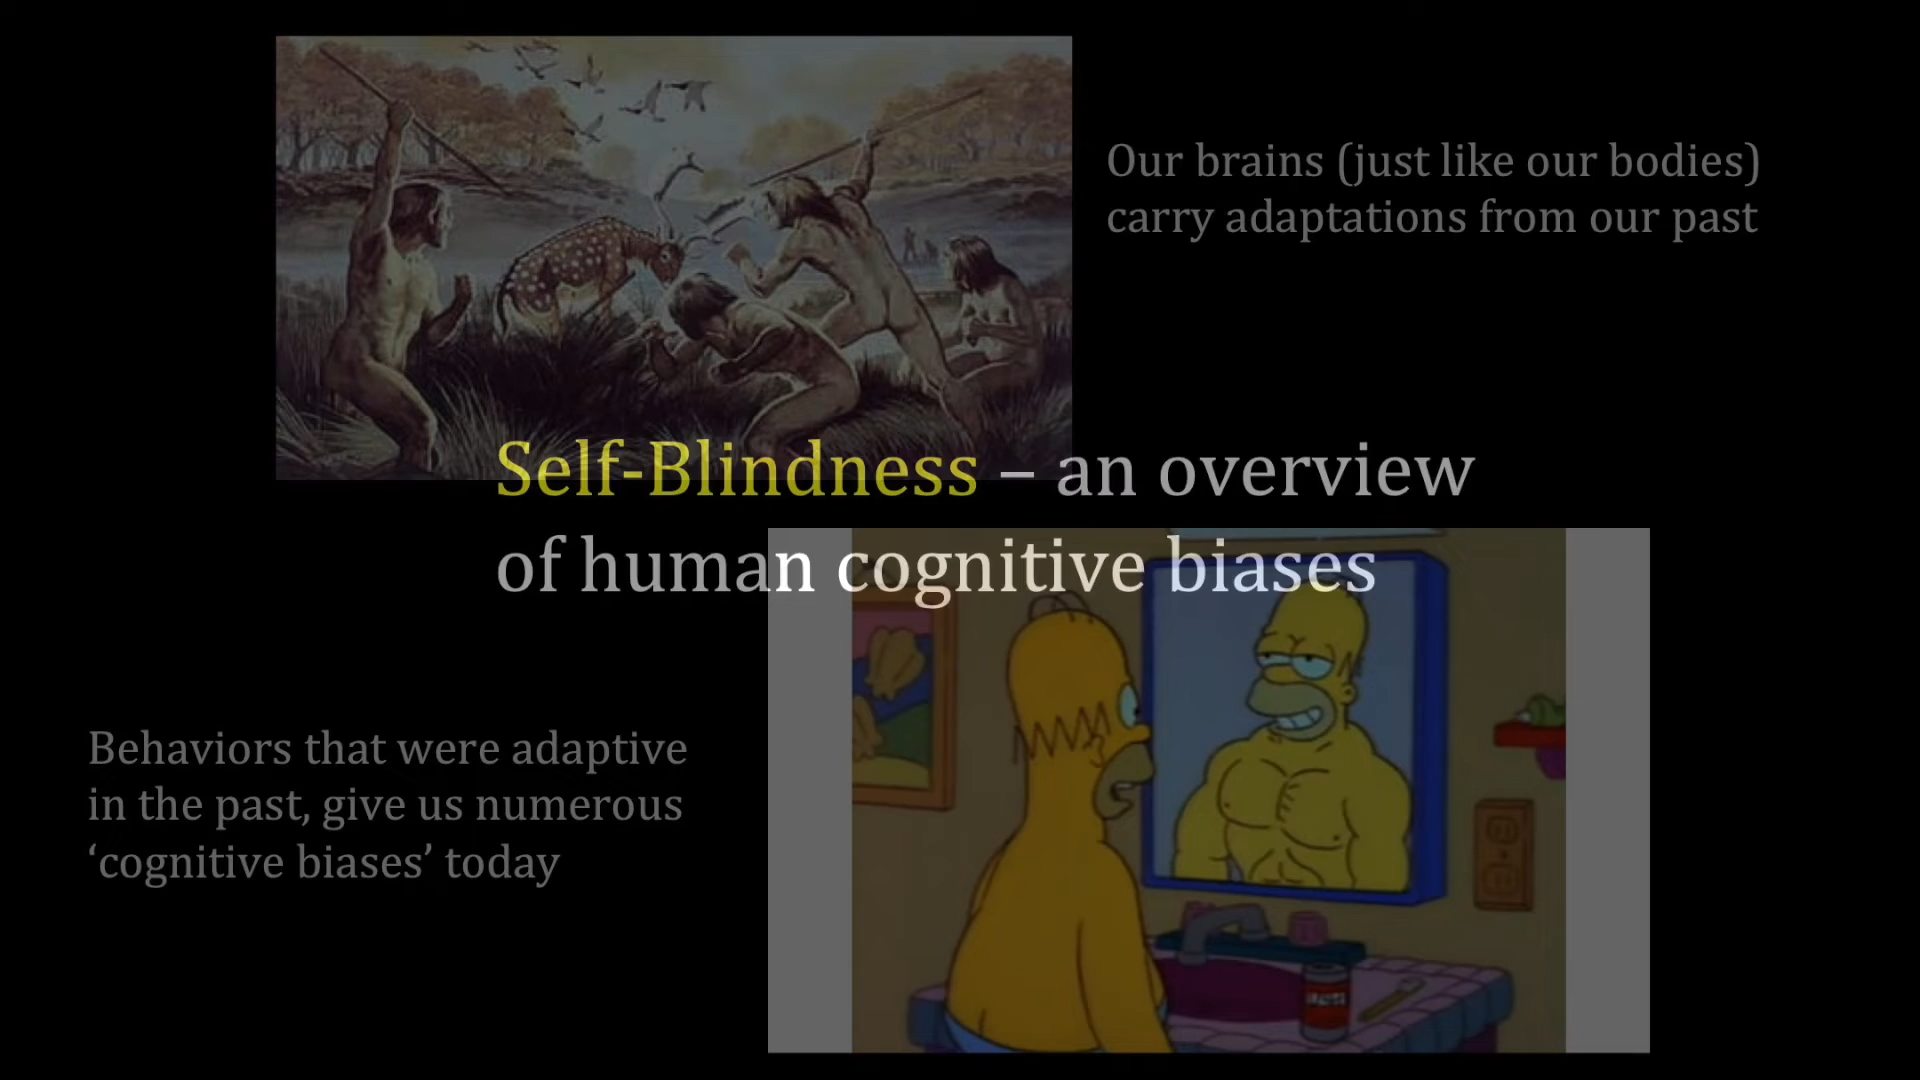 Our brains (just like our bodies)
carry adaptations from our past
Self-Blindness – an overview
of human cognitive biases
Behaviors that were adaptive
in the past, give us numerous
‘cognitive biases’ today